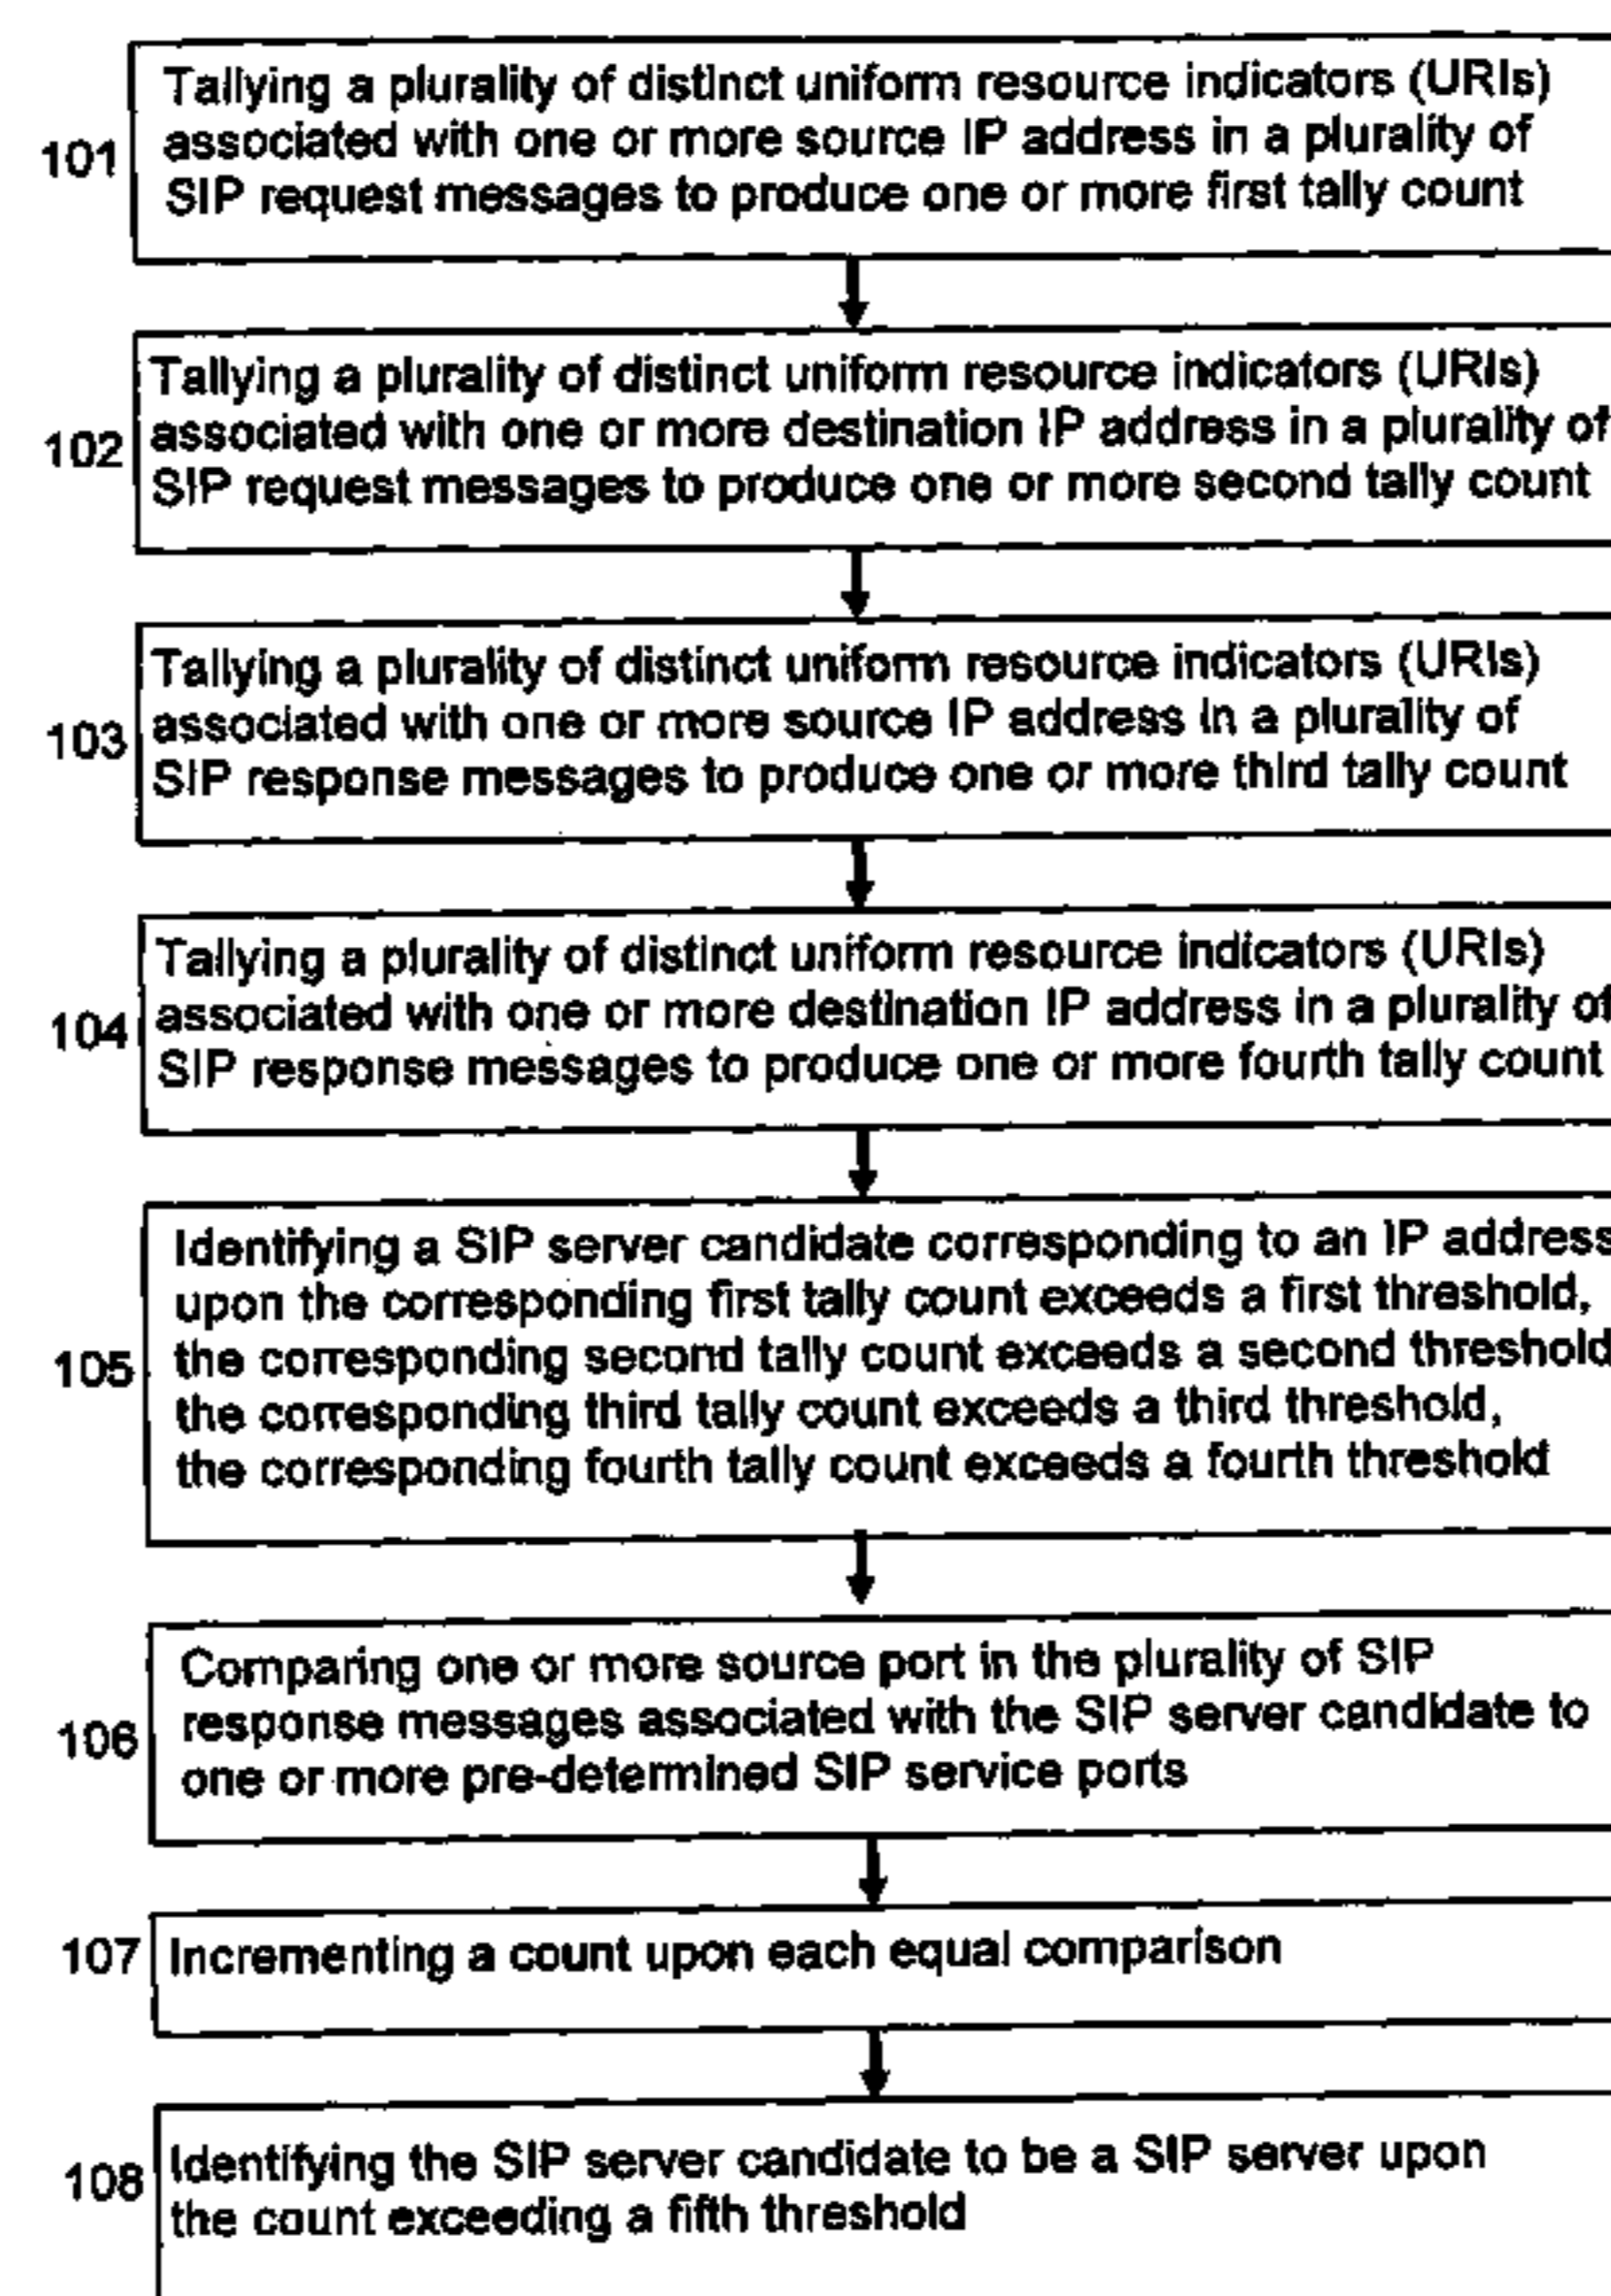 Tallying a plurality of distinct uniform resource indicators (URIs)
associated with one or more source IP address in a plurality of
SIP request messages to produce one or more first tally count
101
Tallying a plurality of distinct uniform resource indicators (URIs)
associated with one or more destination IP address in a plurality of
SIP request messages to produce one or more second tally count
102
Tallying a plurality of distinct uniform resource indicators (URIs)
associated with one or more source IP address in a plurality of
SIP response messages to produce one or more third tally count
103
Tallying a plurality of distinct uniform resource indicators (URIs)
associated with one or more destination IP address in a plurality of
SIP response messages to produce one or more fourth tally count
104
Identifying a SIP server candidate corresponding to an IP address
upon the corresponding first tally count exceeds a first threshold,
the corresponding second tally count exceeds a second threshold
the corresponding third tally count exceeds a third threshold,
the corresponding fourth tally count exceeds a fourth threshold
105
Comparing one or more source port in the plurality of SIP
response messages associated with the SIP server candidate to
one or more pre-determined SIP service ports
106
Incrementing a count upon each equal comparison
107
Identifying the SIP server candidate to be a SIP server upon
the count exceeding a fifth threshold
108